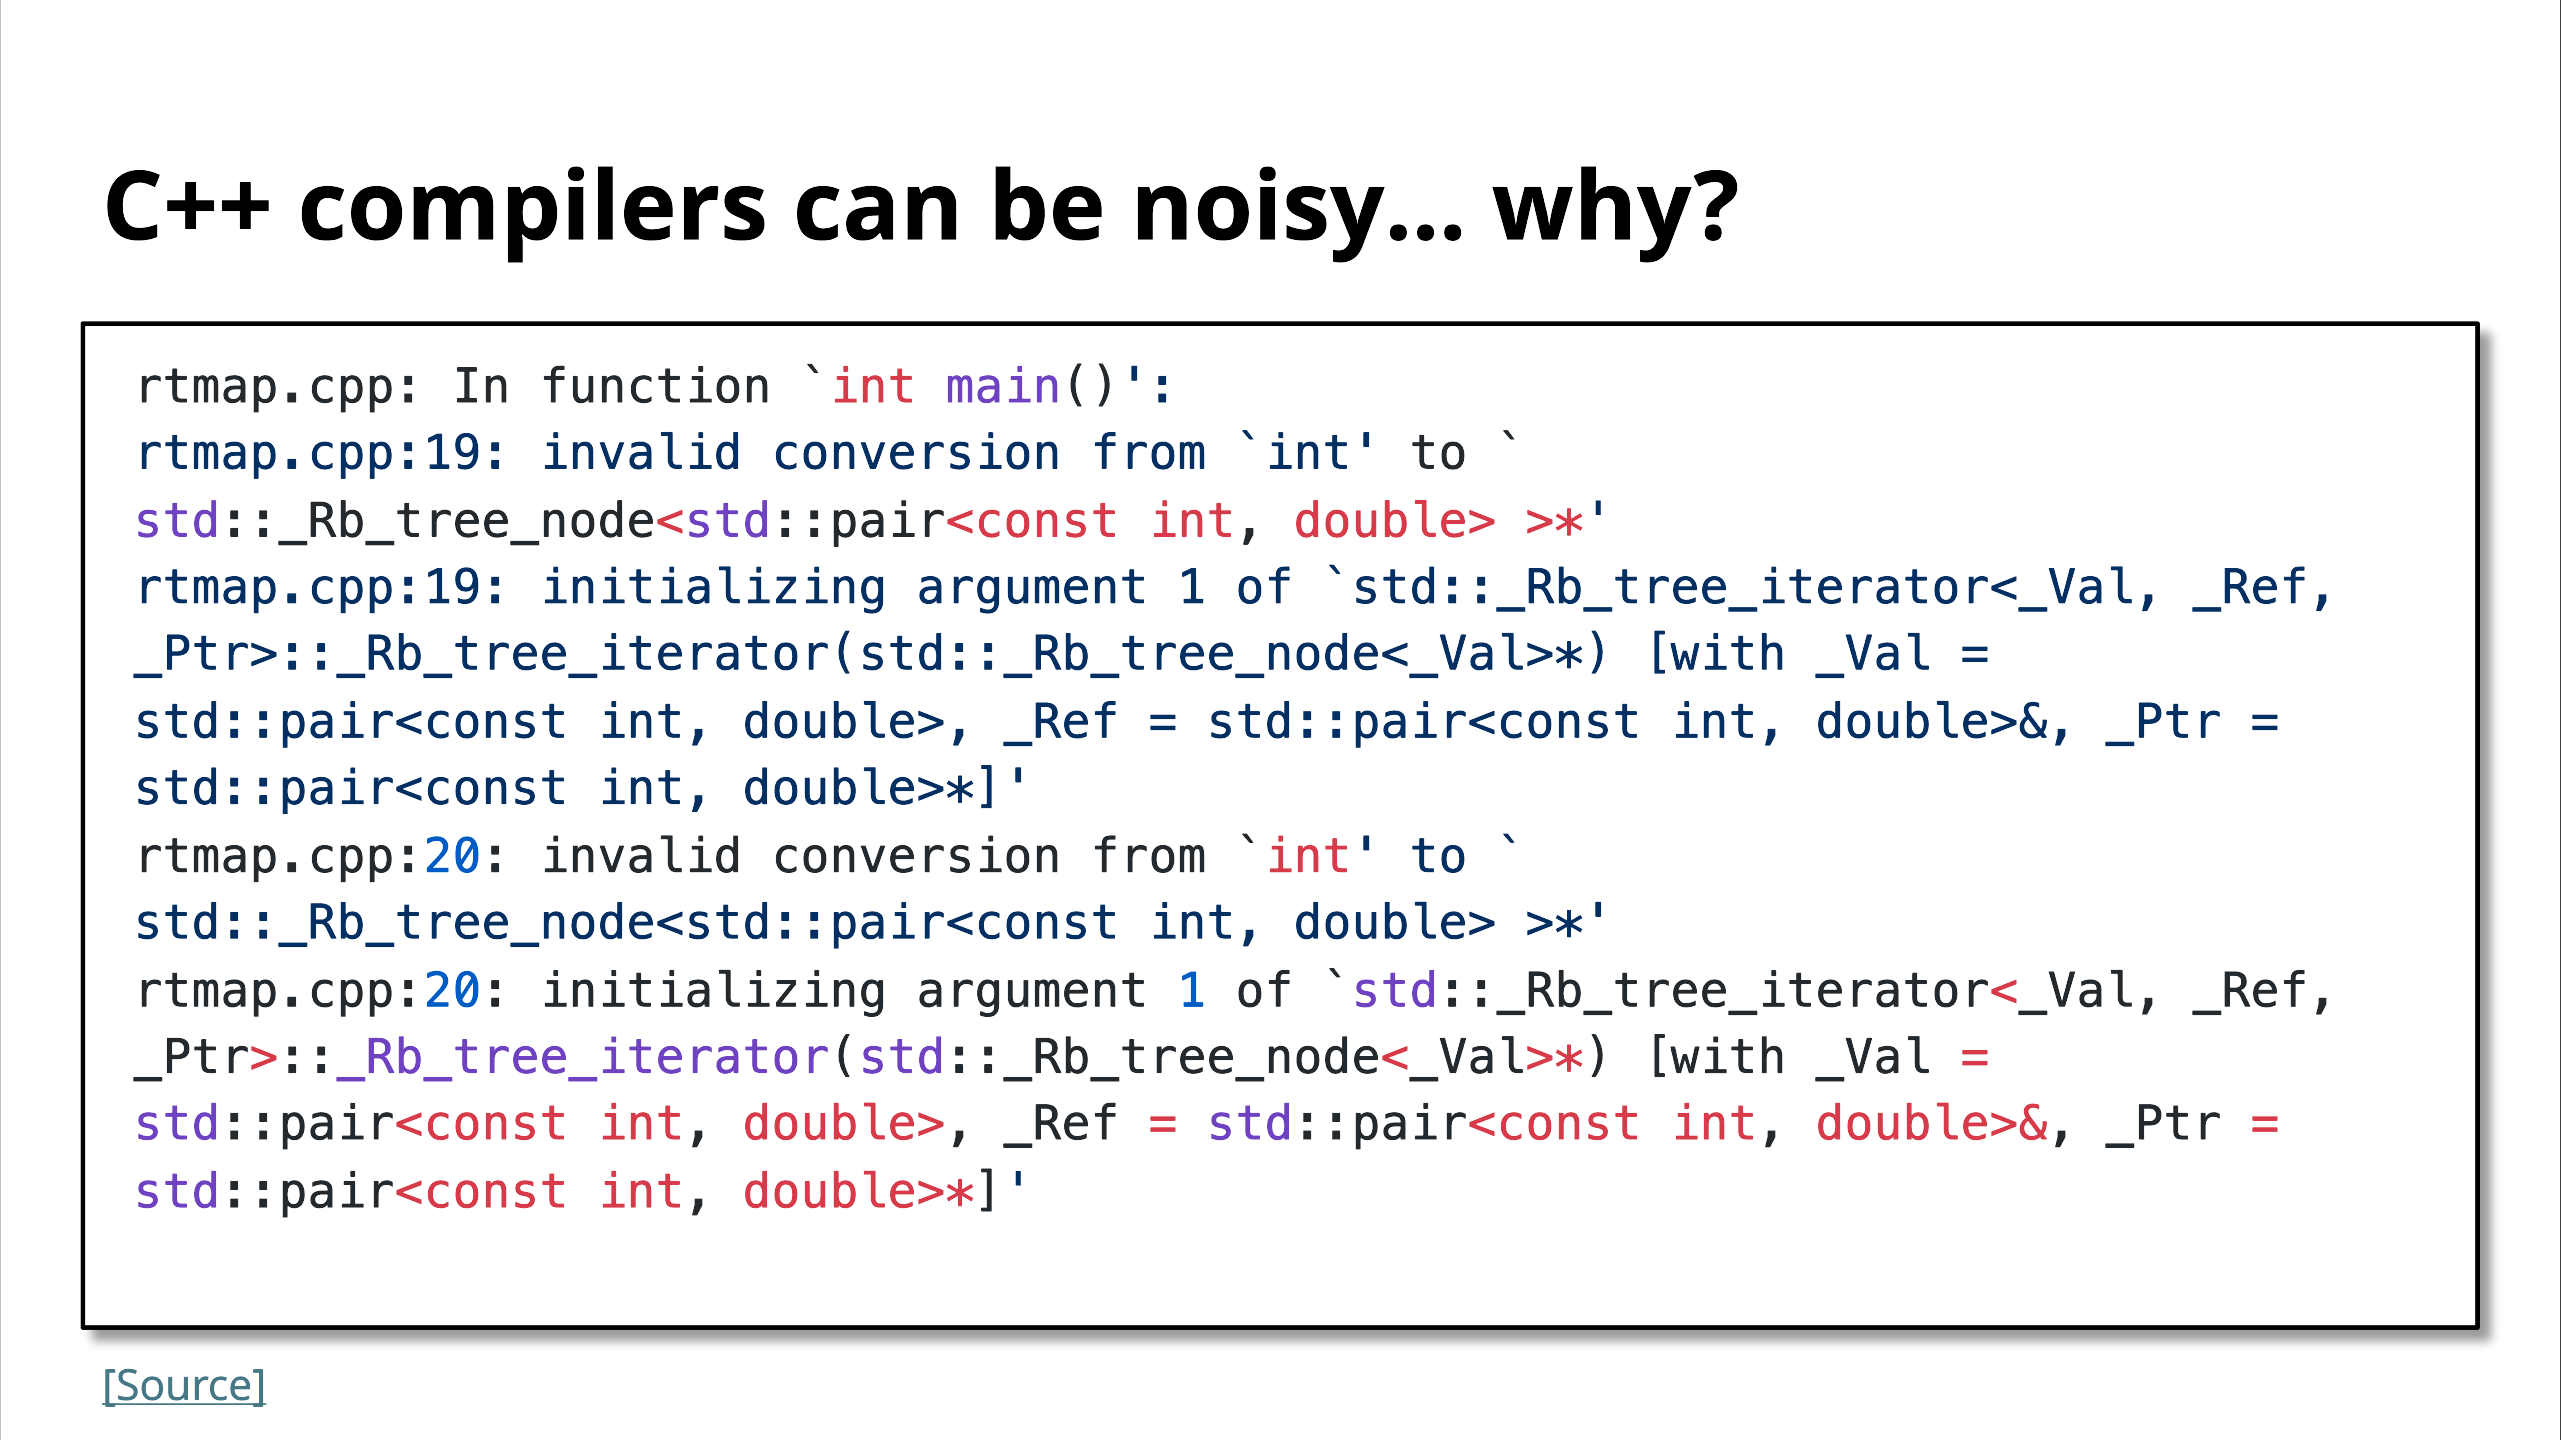 C++ compilers can be noisy... why?
rtmap.cpp: In function `int main()':
rtmap.cpp:19: invalid conversion from `int' to `
std::_Rb_tree_node<std::pair<const int, double> >*'
rtmap.cpp:19: initializing argument 1 of `std::_Rb_tree_iterator<_Val, _Ref,
_Ptr>::_Rb_tree_iterator(std::_Rb_tree_node<_Val>*) [with _Val =
std::pair<const int, double>, _Ref = std::pair<const int, double>&, _Ptr =
std::pair<const int, double>*]'
rtmap.cpp:20: invalid conversion from `int' to `
std::_Rb_tree_node<std::pair<const int, double> >*'
rtmap.cpp:20: initializing argument 1 of `std::_Rb_tree_iterator<_Val, _Ref,
_Ptr>::_Rb_tree_iterator(std::_Rb_tree_node<_Val>*) [with _Val =
std::pair<const int, double>, _Ref = std::pair<const int, double>&, _Ptr =
std::pair<const int, double>*]'
[Source]